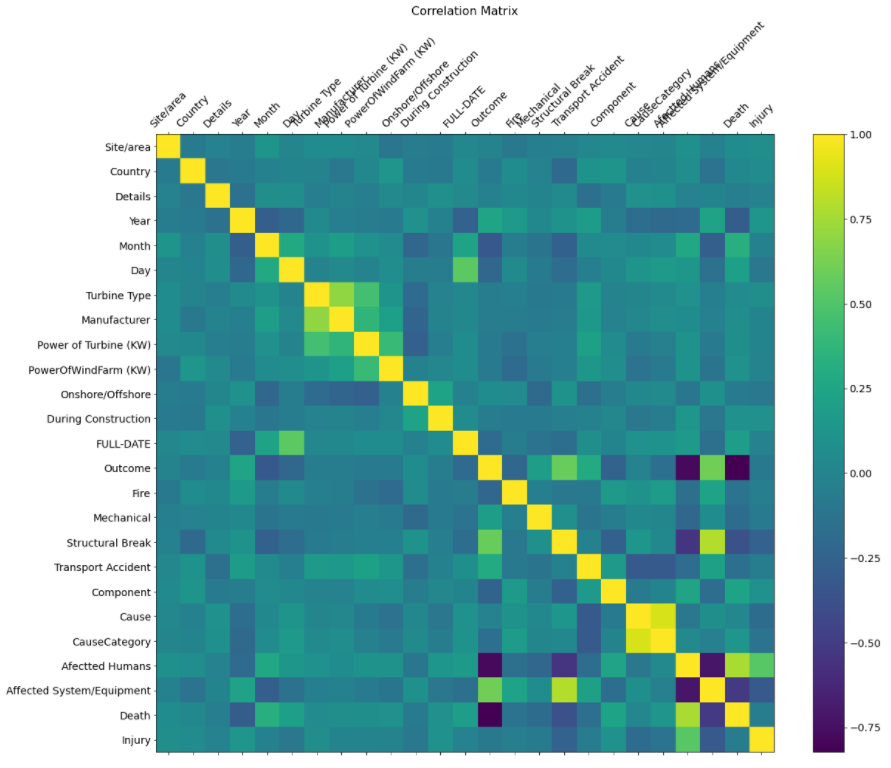 Correlation Matrix
Site/area
Country
Details
Year
Month
Day
Turbine Type
Manufacturer
Power of Turbine (KW)
PowerOfWindFarm (KW)
Onshore/Offshore
During Construction
FULL-DATE
Outcome
Fire
Mechanical
Structural Break
Transport Accident
Component
Cause
CauseCategory
Afectted Humans
Affected System/Equipment
Death
Injury
Site/area
Country
Details
Year
Month
Day
Turbine Type
Manufacturer
Power of Turbine (KW)
PowerOfWindFarm (KW)
Onshore/Offshore
During Construction
FULL-DATE
Outcome
Fire
Mechanical
Structural Break
Transport Accident
Component
Cause
CauseCategory
Afectted Humans
Affected System/Equipment
Death
Injury
1.00
0.75
0.50
0.25
0.00
−0.25
−0.50
−0.75